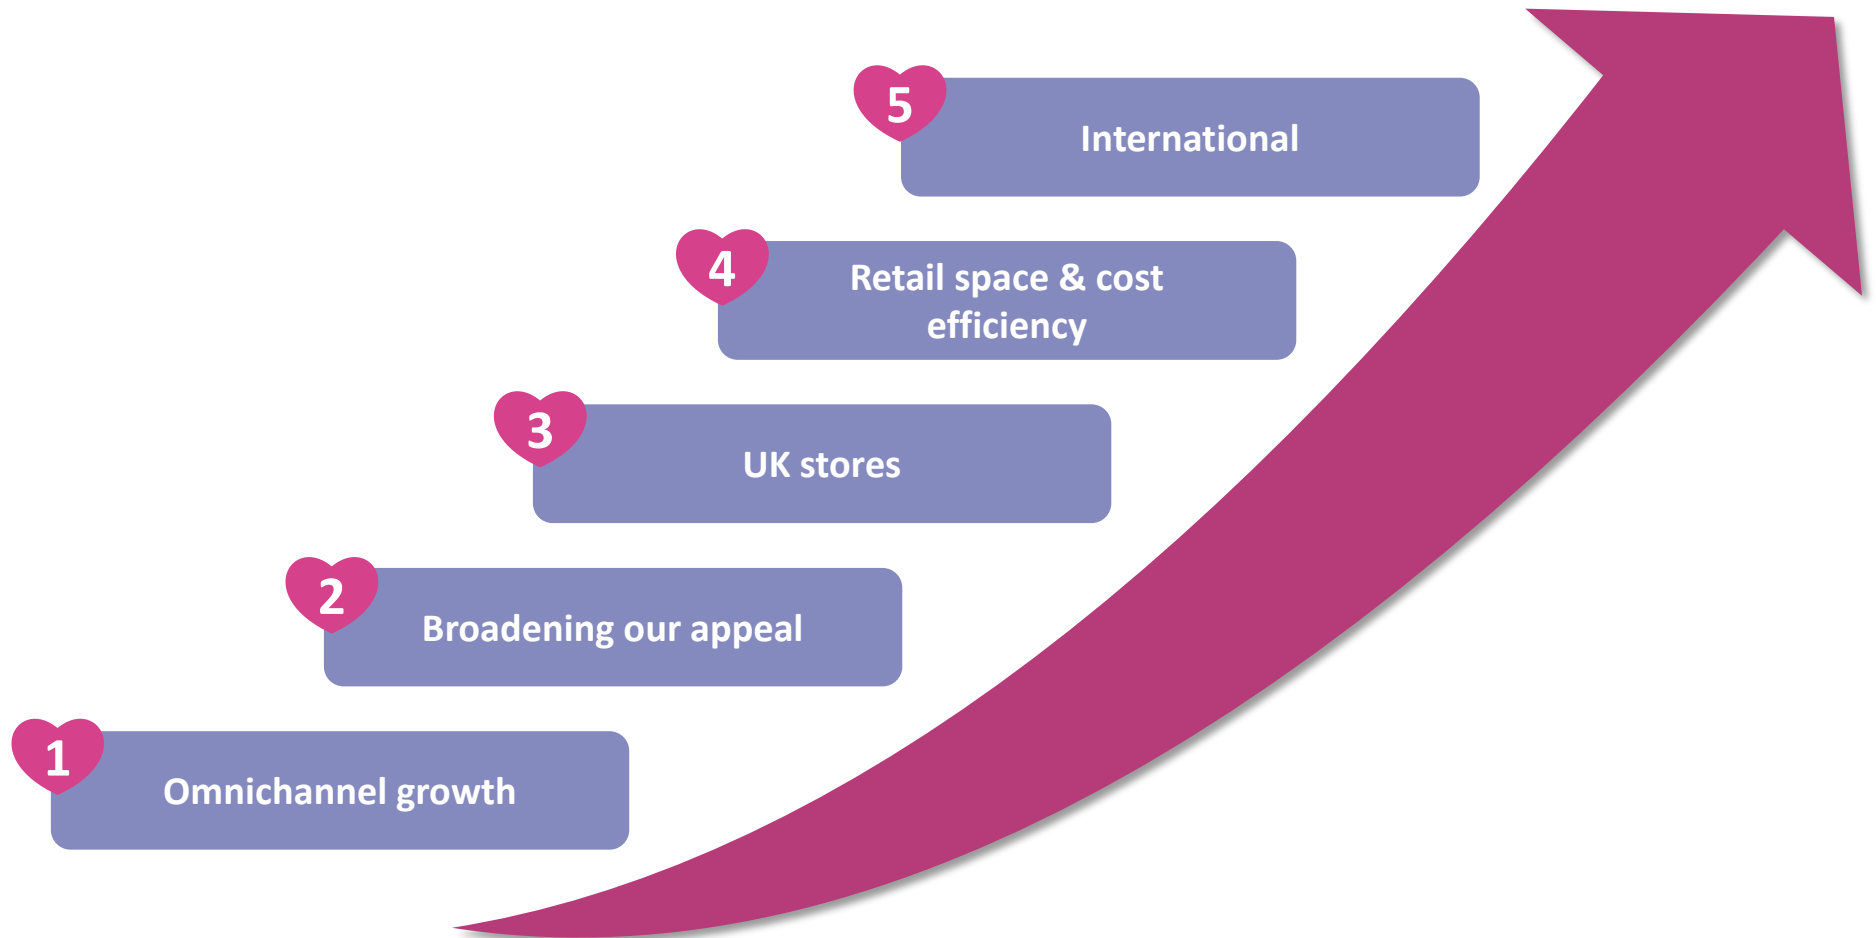 5
International
4
Retail space & cost
efficiency
3
UK stores
2
Broadening our appeal
1
Omnichannel growth